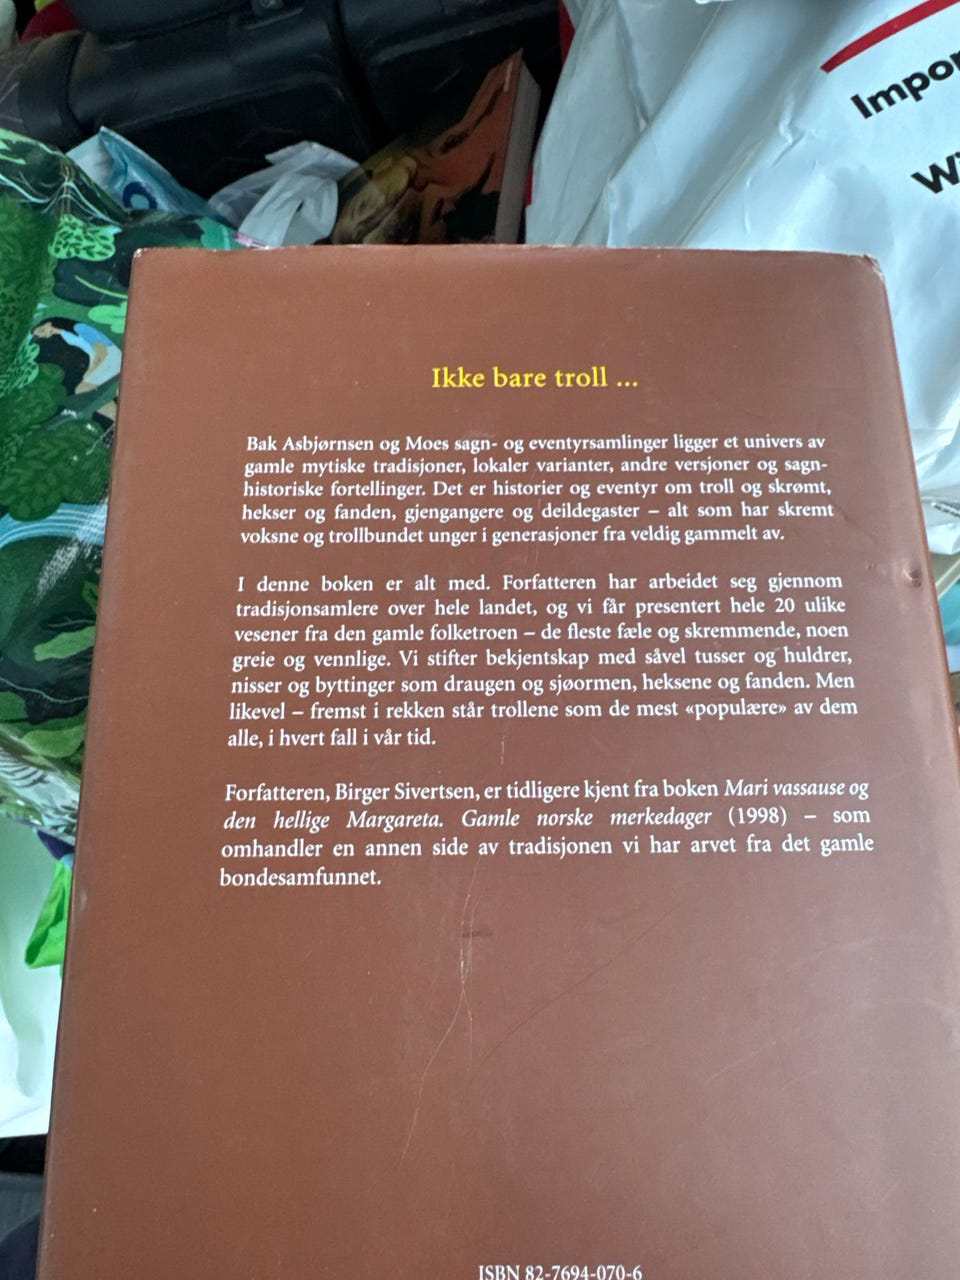 Impor
Ikke bare troll ...
Bak Asbjørnsen og Moes sagn- og eventyrsamlinger ligger et univers av
gamle mytiske tradisjoner, lokaler varianter, andre versjoner og sagn-
historiske fortellinger. Det er historier og eventyr om troll og skrømt,
hekser og fanden, gjengangere og deildegaster – alt som har skremt
voksne og trollbundet unger i generasjoner fra veldig gammelt av.
I denne boken er alt med. Forfatteren har arbeidet seg gjennom
tradisjonsamlere over hele landet, og vi får presentert hele 20 ulike
vesener fra den gamle folketroen – de fleste fæle og skremmende, noen
greie og vennlige. Vi stifter bekjentskap med såvel tusser og huldrer,
nisser og byttinger som draugen og sjøormen, heksene og fanden. Men
likevel – fremst i rekken står trollene som de mest «populære» av dem
alle, i hvert fall i vår tid.
Forfatteren, Birger Sivertsen, er tidligere kjent fra boken Mari vassause og
den hellige Margareta. Gamle norske merkedager (1998) – som
omhandler en annen side av tradisjonen vi har arvet fra det gamle
bondesamfunnet.
ISBN 82-7694-070-6